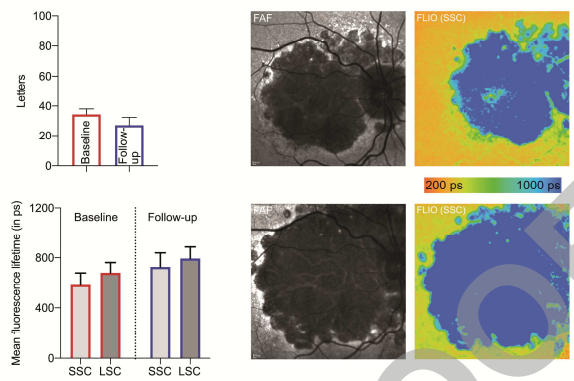 100
80
60
40
20
0
Letters
Baseline
Follow-up
FAF
FLIO (SSC)
200 ps 1000 ps
1200
800
400
0
Mean fluorescence lifetime (in ps)
Baseline Follow-up
SSC LSC SSC LSC
FAF
FLIO (SSC)